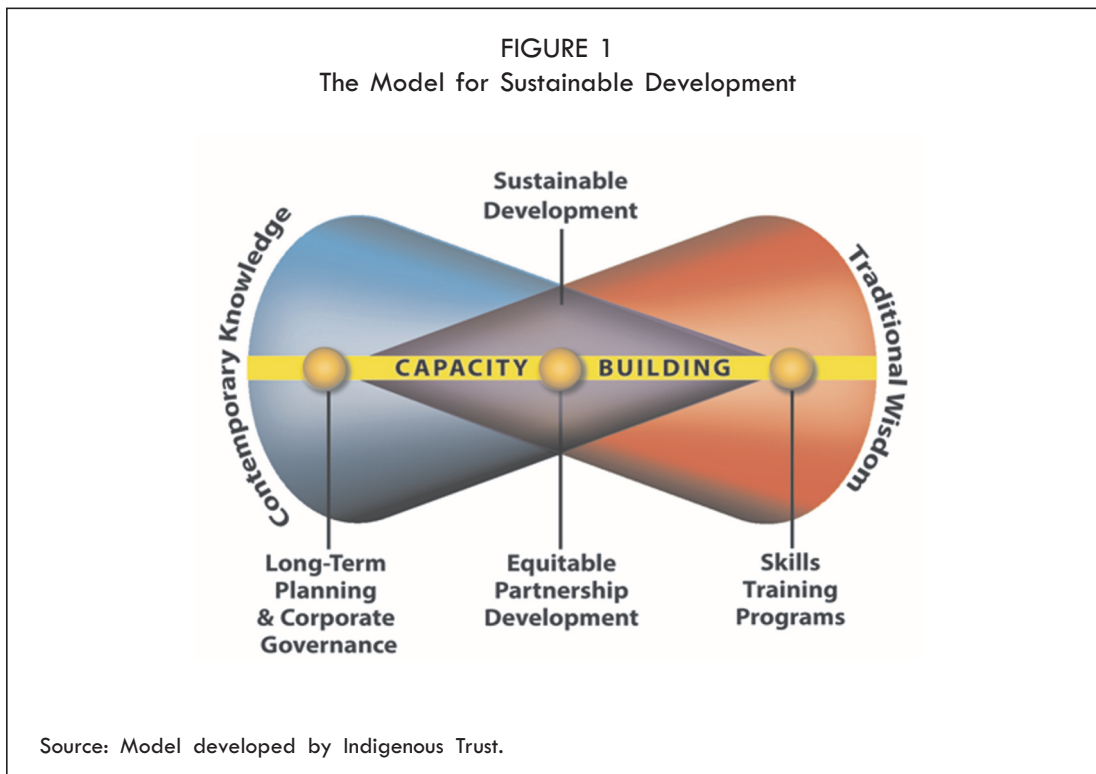 FIGURE 1
The Model for Sustainable Development
Sustainable
Development
Contemporary Knowledge
Traditional Wisdom
CAPACITY BUILDING
Long-Term
Planning
& Corporate
Governance
Equitable
Partnership
Development
Skills
Training
Programs
Source: Model developed by Indigenous Trust.